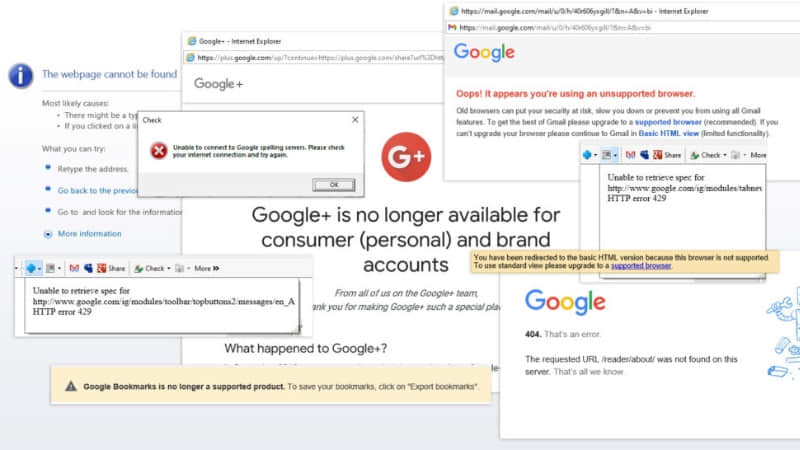 Google+ - Internet Explorer
https://plus.google.com/up/?continue=https://plus.google.com/share?url%3Dhttp
Google+
https://mail.google.com/mail/u/0/h/40r606yxgill/?&v=bi - Internet Explorer
https://mail.google.com/mail/u/0/h/40r606yxgill/?&v=bi
Google
Oops! it appears you're using an unsupported browser.
Old browsers can put your security at risk, slow you down or prevent you from using all Gmail
features. To get the best of Gmail please upgrade to a supported browser (recommended). If you
can't upgrade your browser please continue to Gmail in Basic HTML view (limited functionality).
The webpage cannot be found
Most likely causes:
There might be a ty
If you clicked on a li
What you can try:
Retype the address.
Go back to the previo
Go to and look for the information
More information
Check
Unable to connect to Google spelling servers. Please check
your internet connection and try again.
OK
G+
Share Check More
Unable to retrieve spec for
http://www.google.com/ig/modules/tabnew
HTTP error 429
Google+ is no longer available for
consumer (personal) and brand
accounts
From all of us on the Google+ team,
ank you for making Google+ such a special plac
What happened to Google+?
You have been redirected to the basic HTML version because this browser is not supported.
To use standard view please upgrade to a supported browser.
Share Check More »
Unable to retrieve spec for
http://www.google.com/ig/modules/toolbar/topbuttons2/messages/en_A
HTTP error 429
Google
404. That's an error.
The requested URL /reader/about/ was not found on this
server. That's all we know.
Google Bookmarks is no longer a supported product. To save your bookmarks, click on "Export bookmarks".